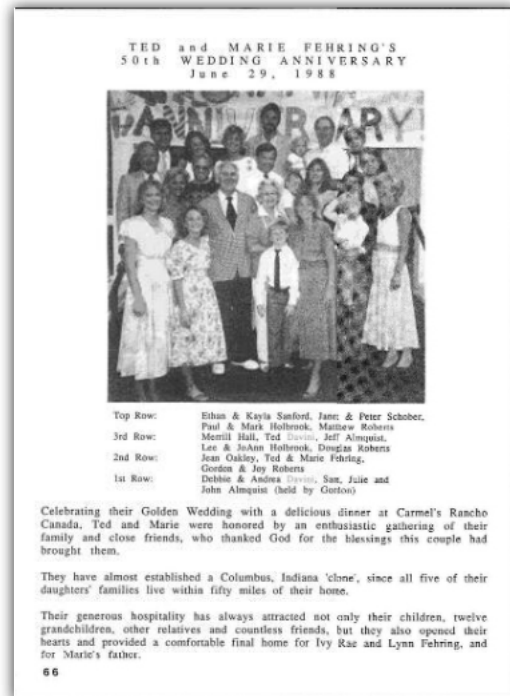 TED and MARIE FEHRING'S
50th WEDDING ANNIVERSARY
June 29, 1988
ANNIVERSARY!
Top Row: Ethan & Kayla Sanford, Janet & Peter Schober,
Paul & Mark Holbrook, Matthew Roberts
3rd Row: Merrill Hall, Ted Davini, Jeff Almquist,
Lee & JoAnn Holbrook, Douglas Roberts
2nd Row: Jean Oakley, Ted & Marie Fehring,
Gordon & Joy Roberts
1st Row: Debbie & Andrea Davini, Sam, Julie and
John Almquist (held by Gordon)
Celebrating their Golden Wedding with a delicious dinner at Carmel's Rancho
Canada, Ted and Marie were honored by an enthusiastic gathering of their
family and close friends, who thanked God for the blessings this couple had
brought them.
They have almost established a Columbus, Indiana 'clone', since all five of their
daughters' families live within fifty miles of their home.
Their generous hospitality has always attracted not only their children, twelve
grandchildren, other relatives and countless friends, but they also opened their
hearts and provided a comfortable final home for Ivy Rae and Lynn Fehring, and
for Marie's father.
66